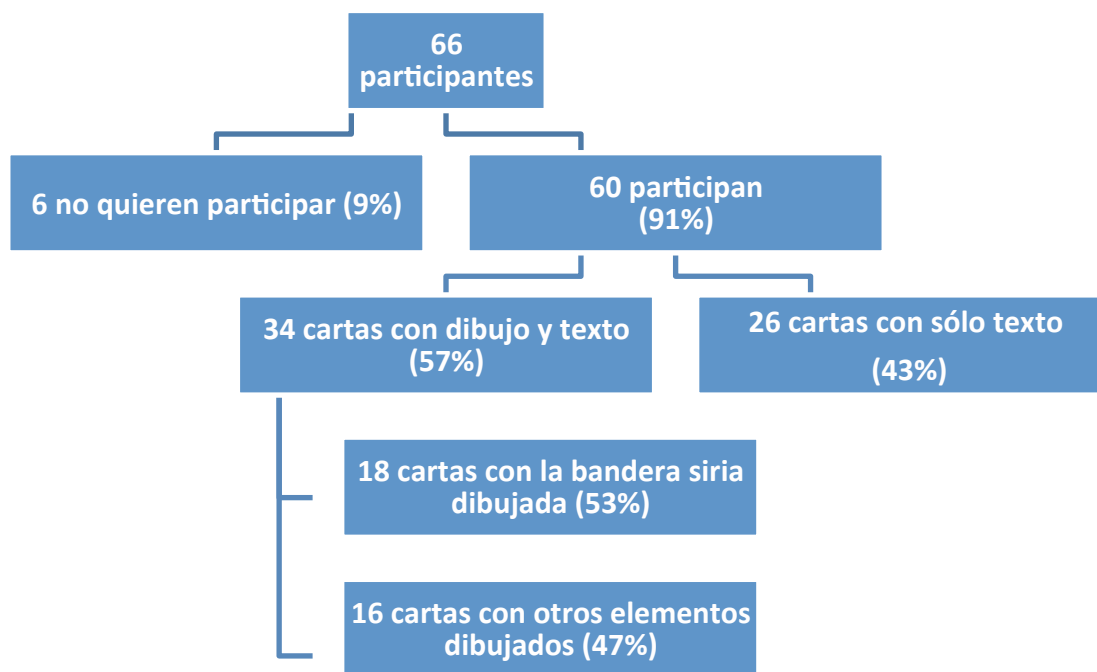 66
participantes
6 no quieren participar (9%)
60 participan
(91%)
34 cartas con dibujo y texto
(57%)
26 cartas con sólo texto
(43%)
18 cartas con la bandera siria
dibujada (53%)
16 cartas con otros elementos
dibujados (47%)